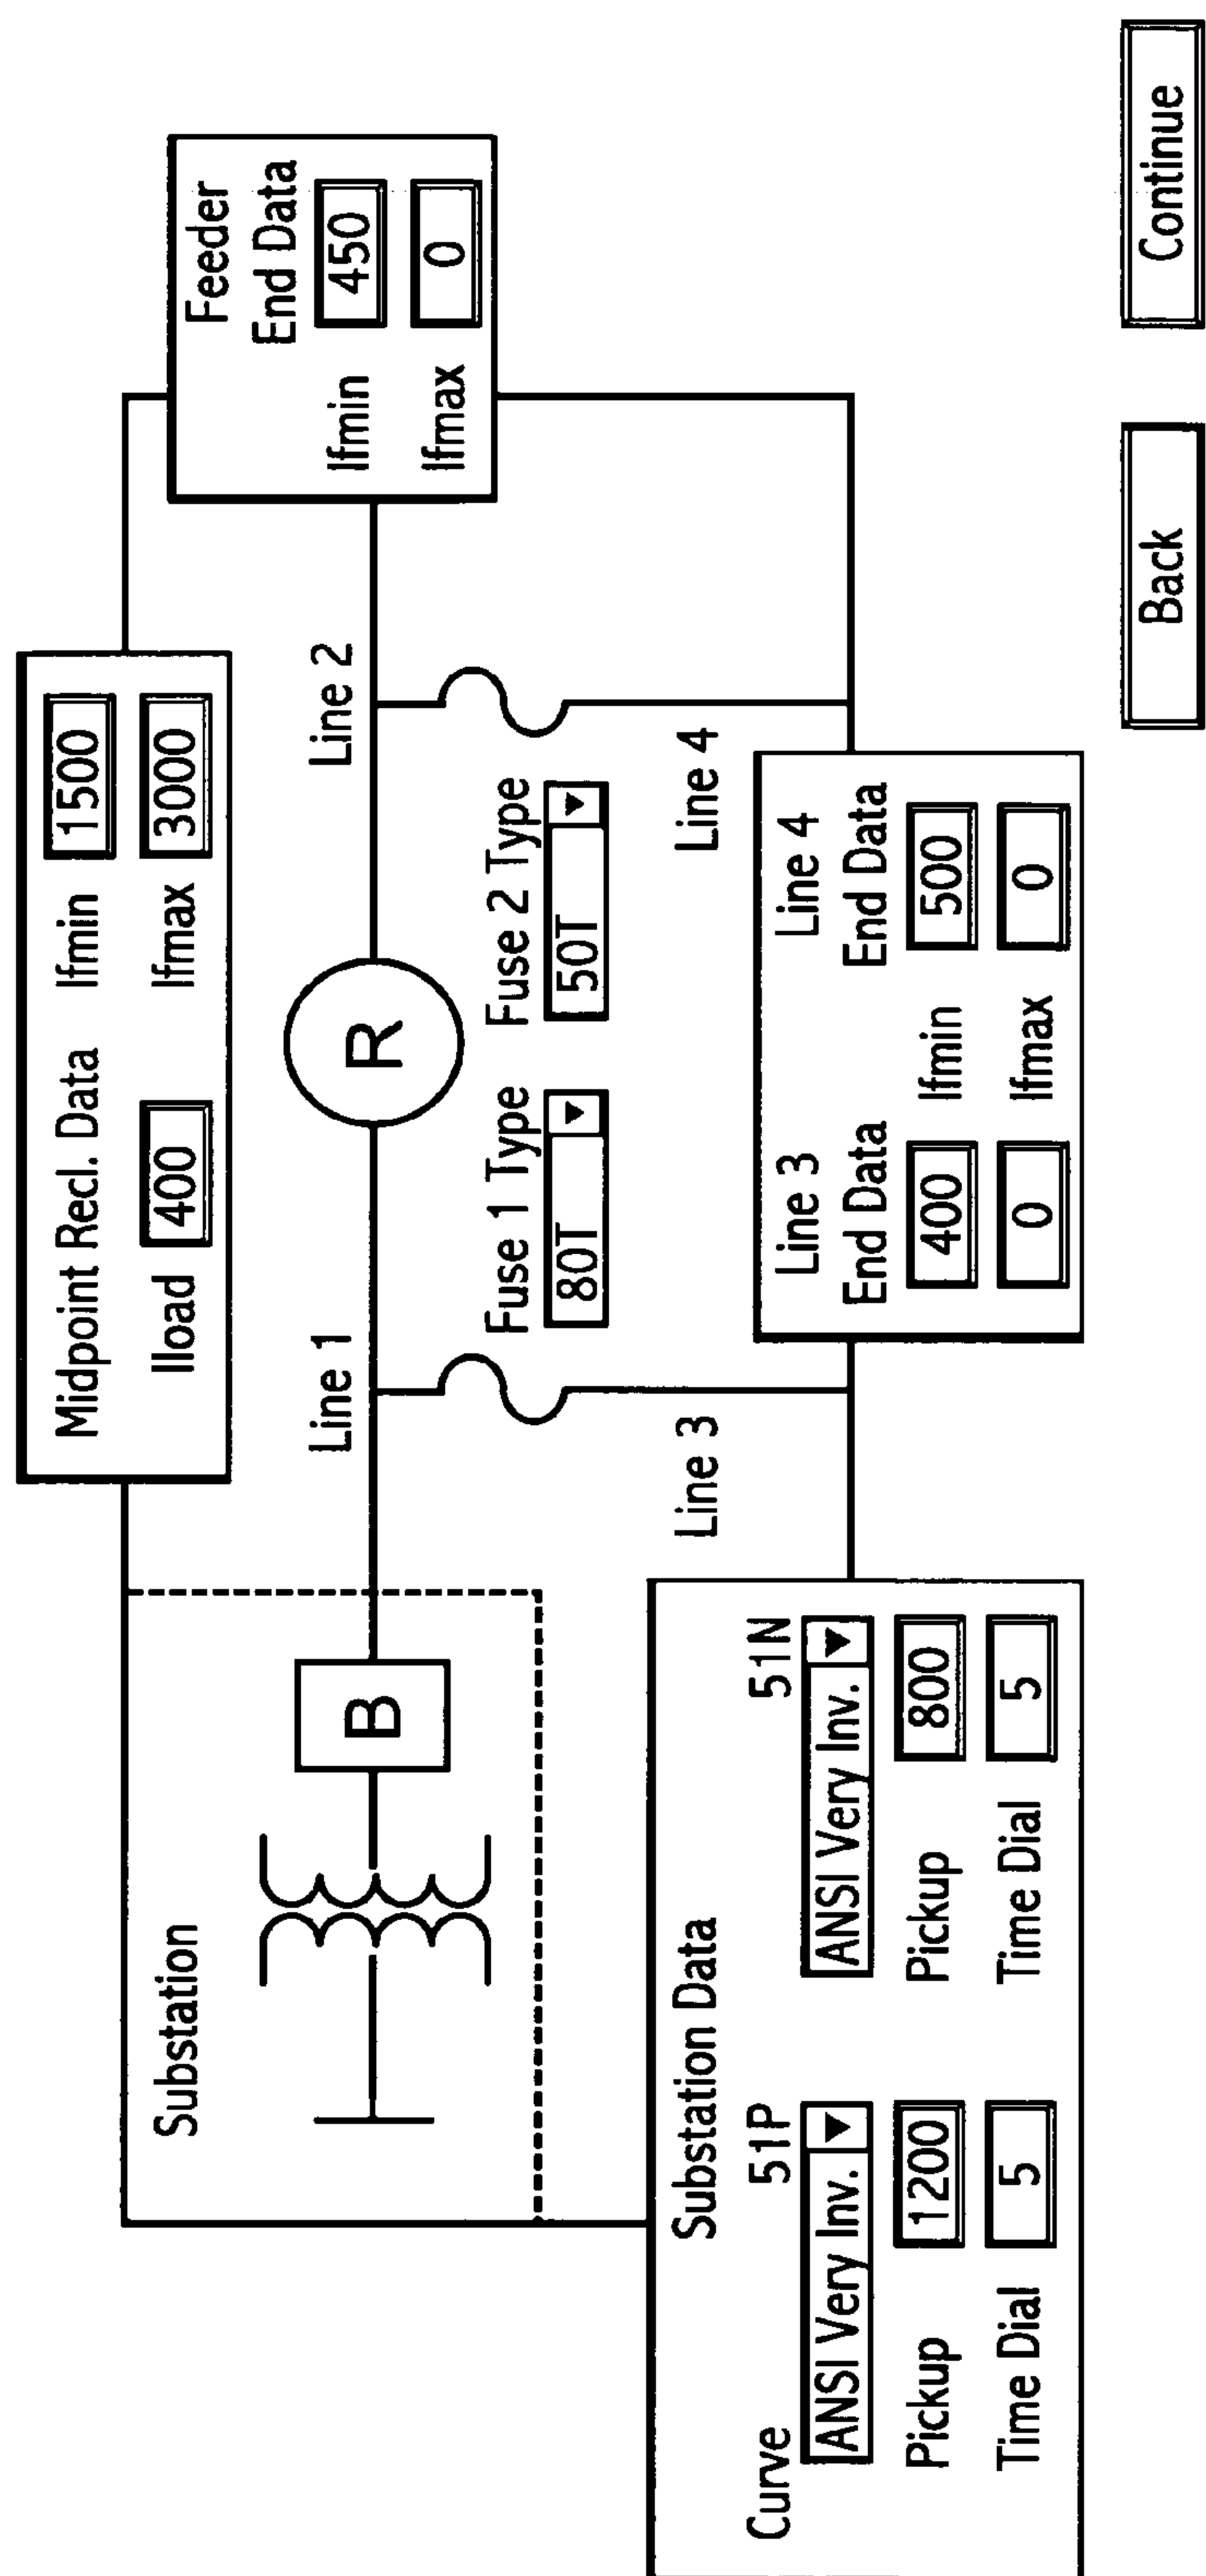 Midpoint Recl. Data
Ifmin 1500
Iload 400 Ifmax 3000
Substation
B
Line 1
R
Line 2
Feeder
End Data
Ifmin 450
Ifmax 0
Fuse 1 Type Fuse 2 Type
80T 50T
Line 3
Line 4
Substation Data
51P 51N
Curve ANSI Very Inv. ANSI Very Inv.
Pickup 1200 Pickup 800
Time Dial 5 Time Dial 5
Line 3 Line 4
End Data End Data
400 Ifmin 500
0 Ifmax 0
Back Continue